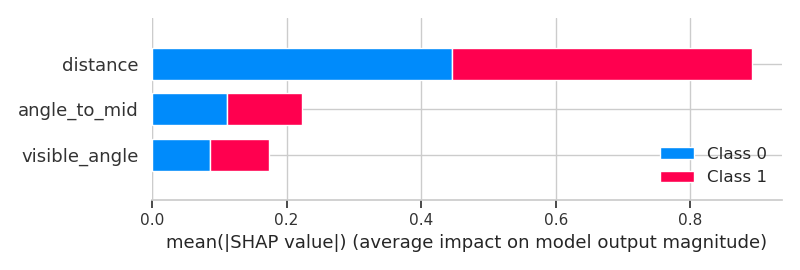 distance
angle_to_mid
visible_angle
Class 0
Class 1
0.0 0.2 0.4 0.6 0.8
mean(|SHAP value|) (average impact on model output magnitude)